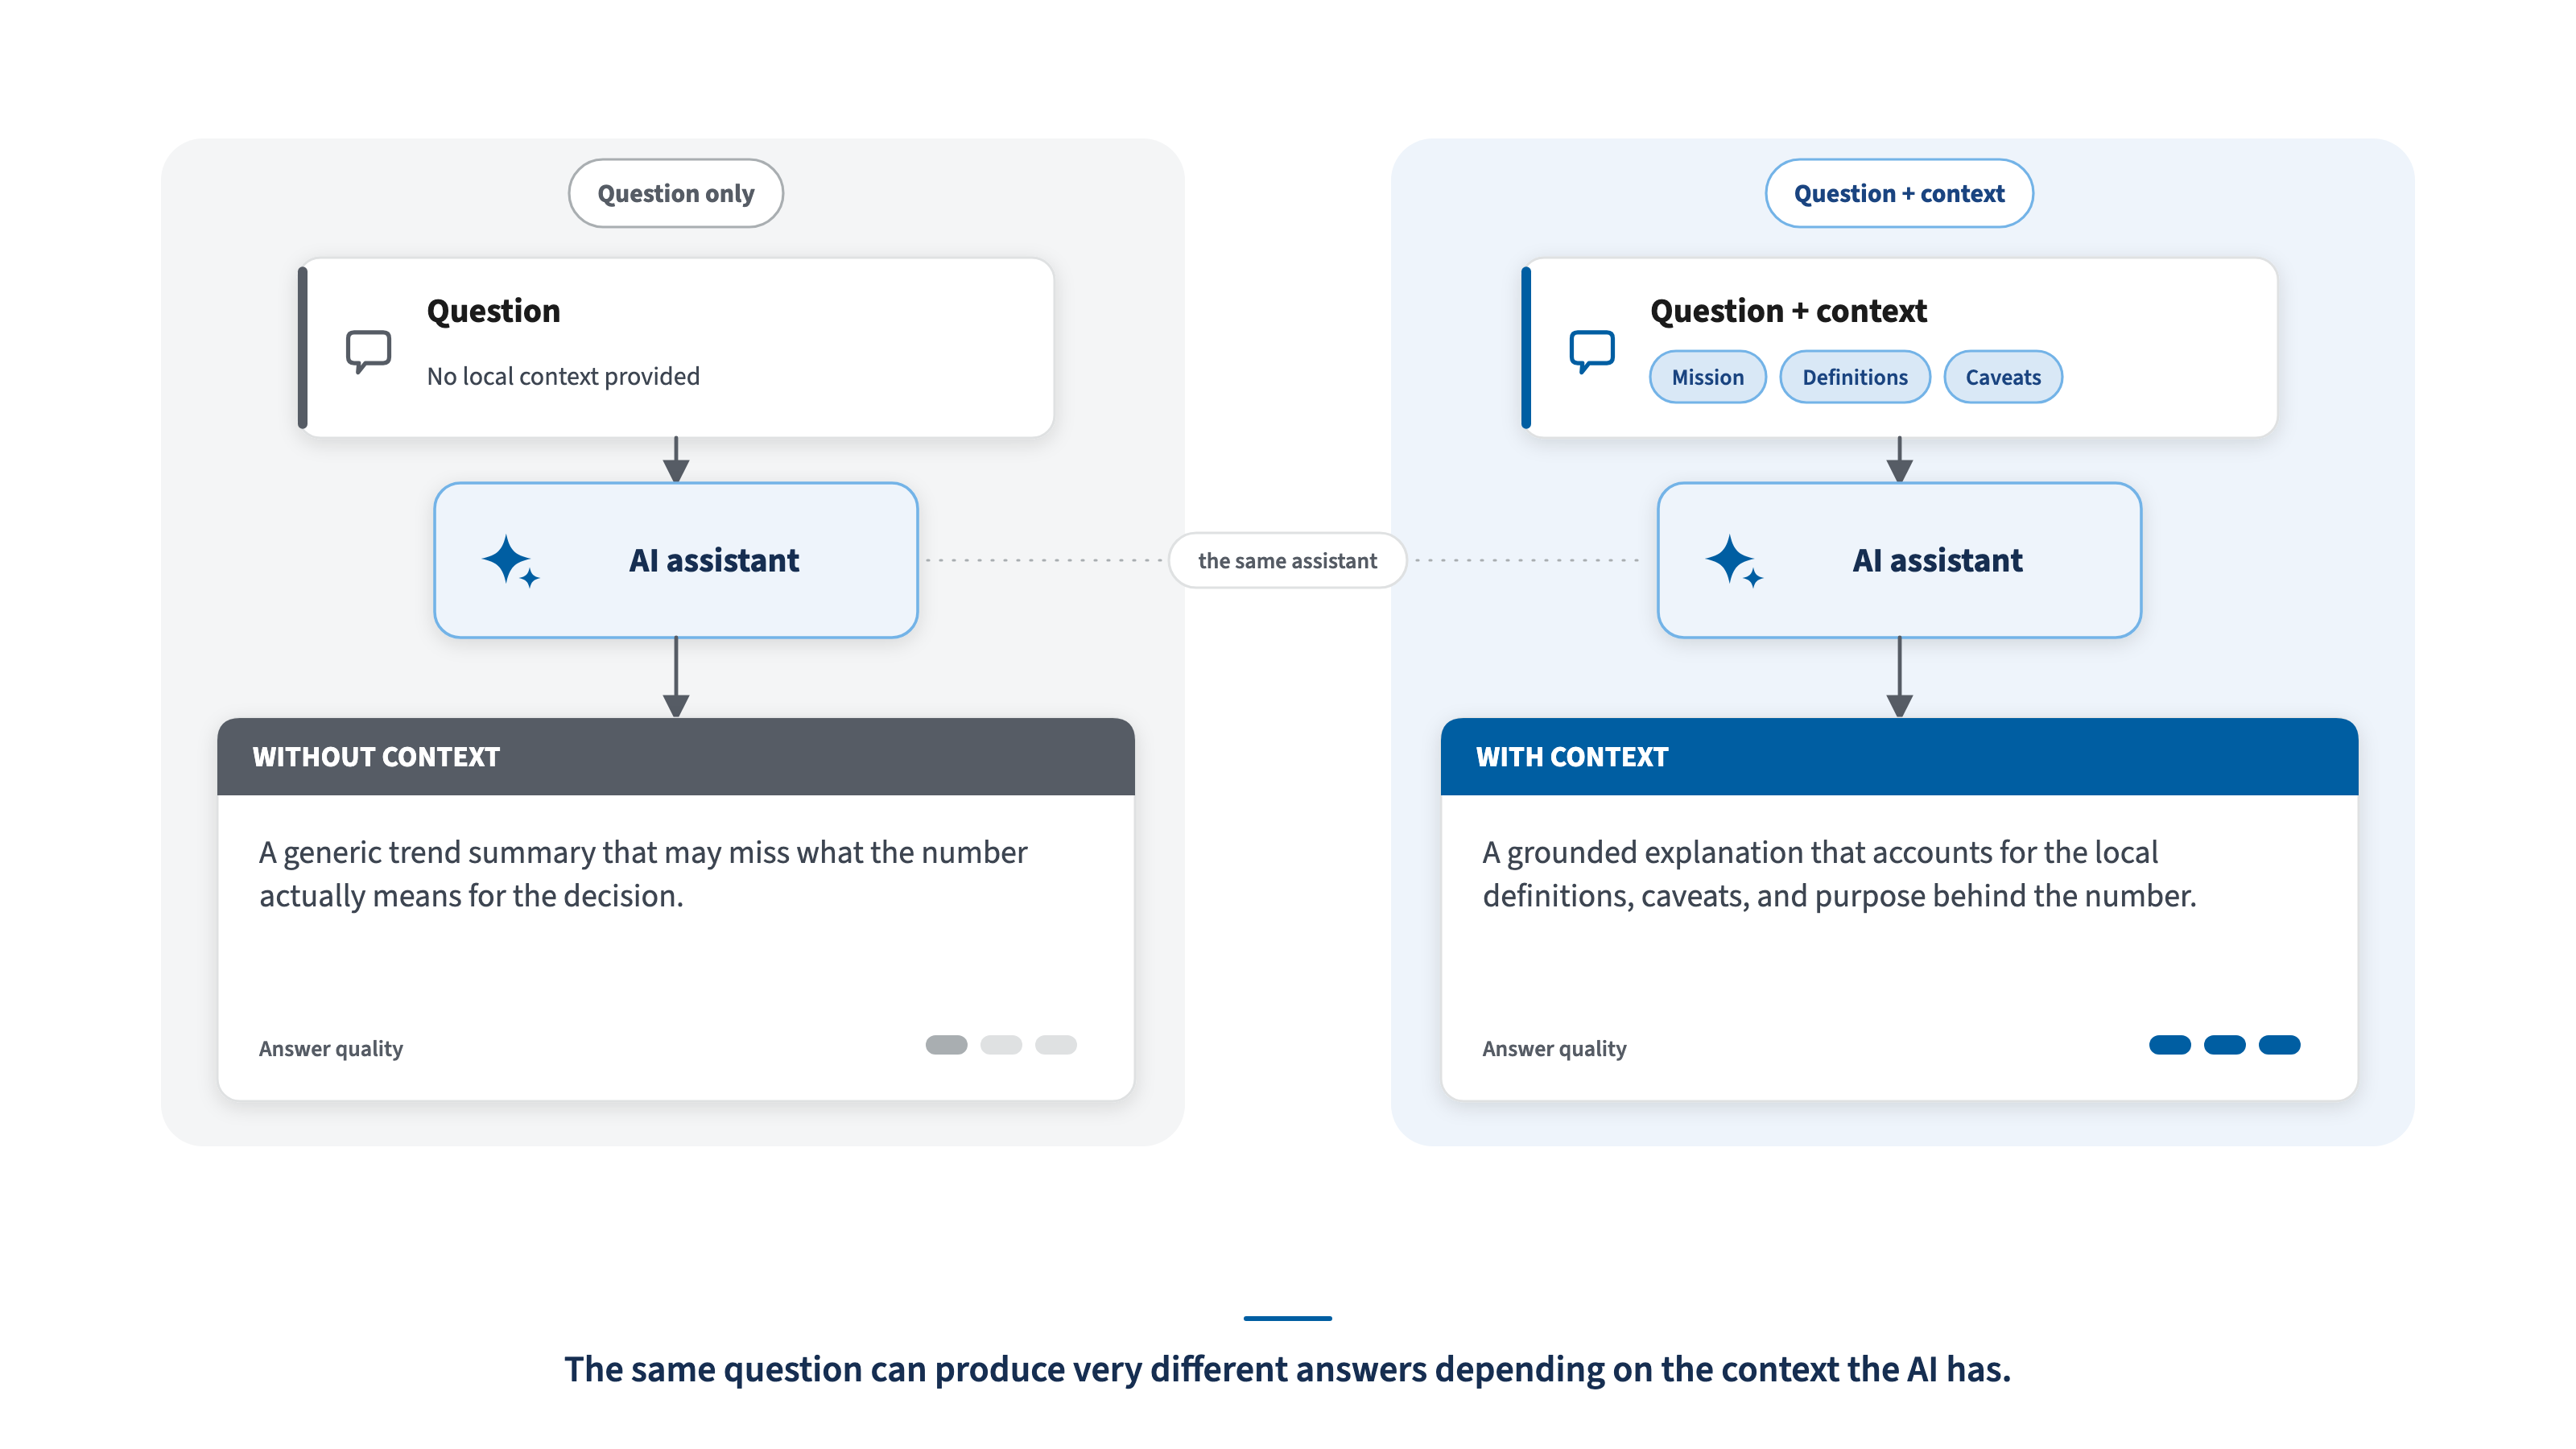 Question only
Question
No local context provided
AI assistant
WITHOUT CONTEXT
A generic trend summary that may miss what the number
actually means for the decision.
Answer quality
the same assistant
Question + context
Question + context
Mission
Definitions
Caveats
AI assistant
WITH CONTEXT
A grounded explanation that accounts for the local
definitions, caveats, and purpose behind the number.
Answer quality
The same question can produce very different answers depending on the context the AI has.